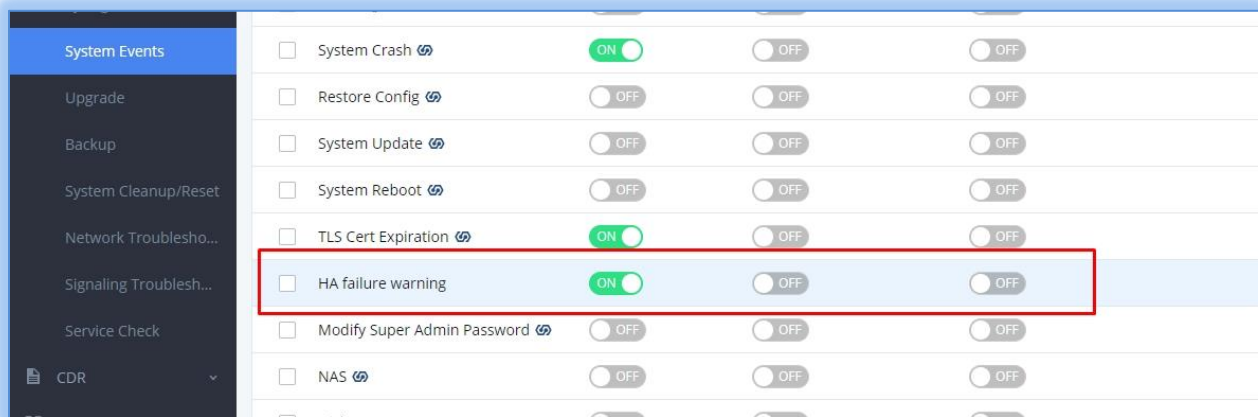 System Events
Upgrade
Backup
System Cleanup/Reset
Network Troublesho...
Signaling Troublesh...
Service Check
CDR
System Crash ON OFF OFF
Restore Config OFF OFF OFF
System Update OFF OFF OFF
System Reboot OFF OFF OFF
TLS Cert Expiration ON OFF OFF
HA failure warning ON OFF OFF
Modify Super Admin Password OFF OFF OFF
NAS OFF OFF OFF